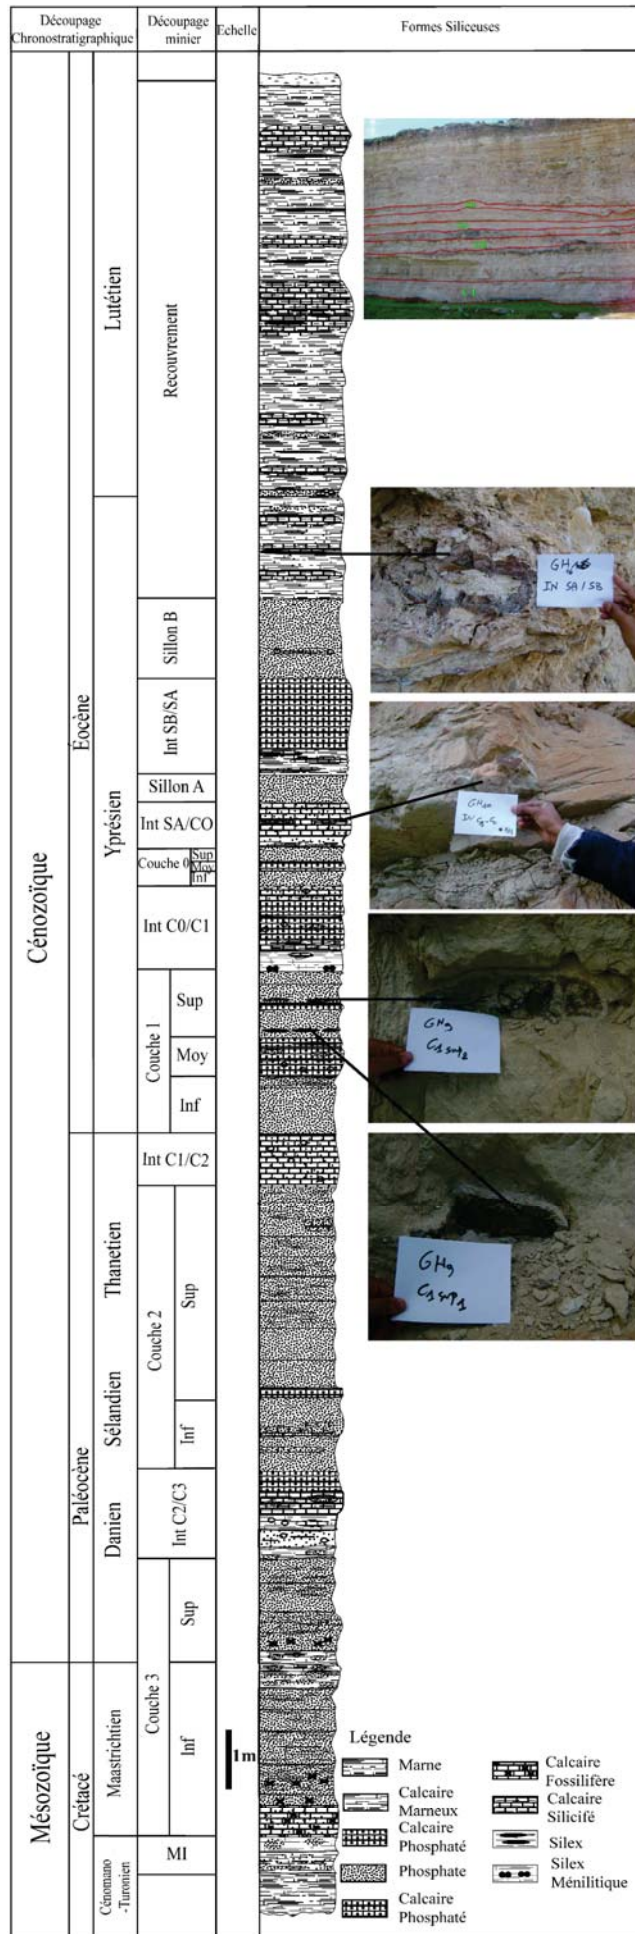 Découpage
Chronostratigraphique
Découpage
minier
Echelle
Formes Siliceuses
Cénozoïque
Mésozoïque
Éocène
Paléocène
Crétacé
Lutétien
Yprésien
Thanetien
Sélandien
Danien
Maastrichtien
Cénomano
-Turonien
Recouvrement
Sillon B
Int SB/SA
Sillon A
Int SA/CO
Couche 0
Sup
Moy
Inf
Int C0/C1
Couche 1
Sup
Moy
Inf
Int C1/C2
Couche 2
Sup
Inf
Int C2/C3
Couche 3
Sup
Inf
MI
1m
IN SA/SB
GH9
C1 sup2
GH9
C1 sup1
Légende
Marne
Calcaire
Marneux
Calcaire
Phosphaté
Phosphate
Calcaire
Phosphaté
Calcaire
Fossilifère
Calcaire
Silicifé
Silex
Silex
Ménilitique